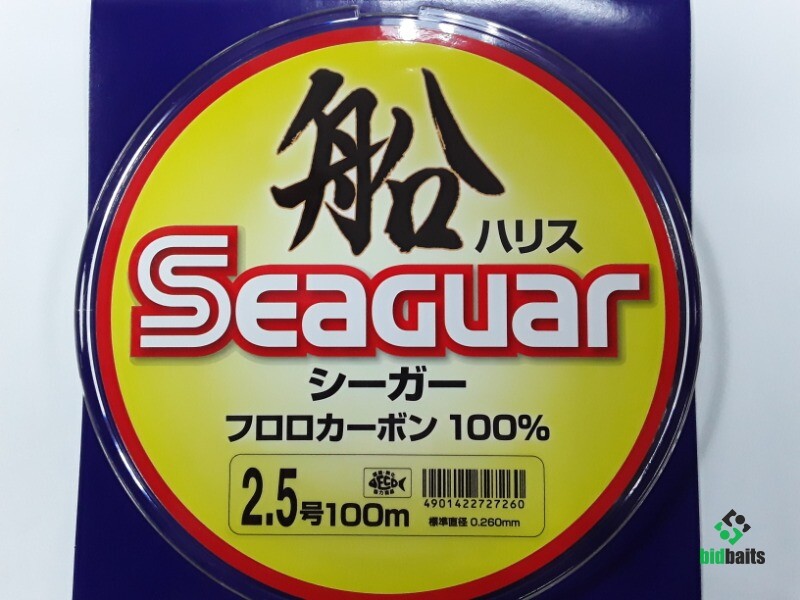 船
ハリス
Seaguar
シーガー
フロロカーボン 100%
2.5号100m
ECO
4901422727260
標準直径 0.260mm
bidbaits